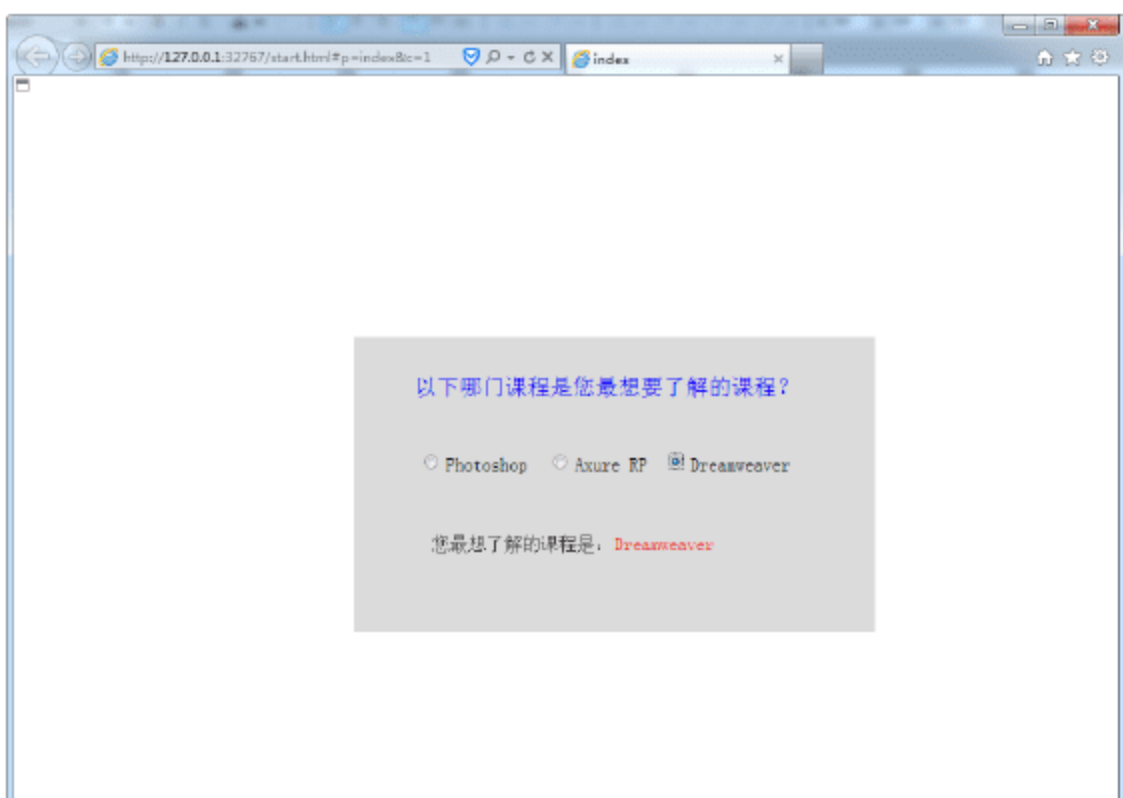 http://127.0.0.1:32767/start.html#p=index&c=1
index
以下哪门课程是您最想要了解的课程?
Photoshop Axure RP Dreamweaver
您最想了解的课程是：Dreamweaver